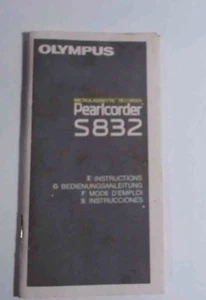 OLYMPUS
MICROCASSETTE RECORDER
Pearlcorder
S832
E INSTRUCTIONS
G BEDIENUNGSANLEITUNG
F MODE D'EMPLOI
S INSTRUCCIONES